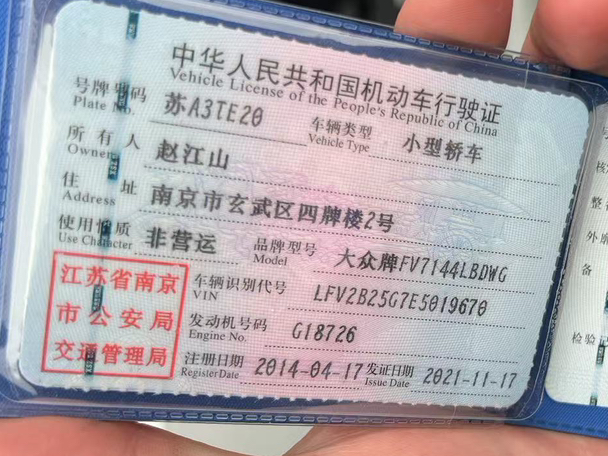 中华人民共和国机动车行驶证
Vehicle License of the People's Republic of China
号牌号码 苏A3TE20 车辆类型 小型轿车
Plate No. Vehicle Type
所有人 赵江山
Owner
住址 南京市玄武区四牌楼2号
Address
使用性质 非营运 品牌型号 大众牌FV7144LBDWG
Use Character Model
江苏省南京
市公安局
交通管理局
车辆识别代号 LFV2B25G7E5019670
VIN
发动机号码 G18726
Engine No.
注册日期 2014-04-17 发证日期 2021-11-17
Register Date Issue Date
核
整
外廓
备
检验